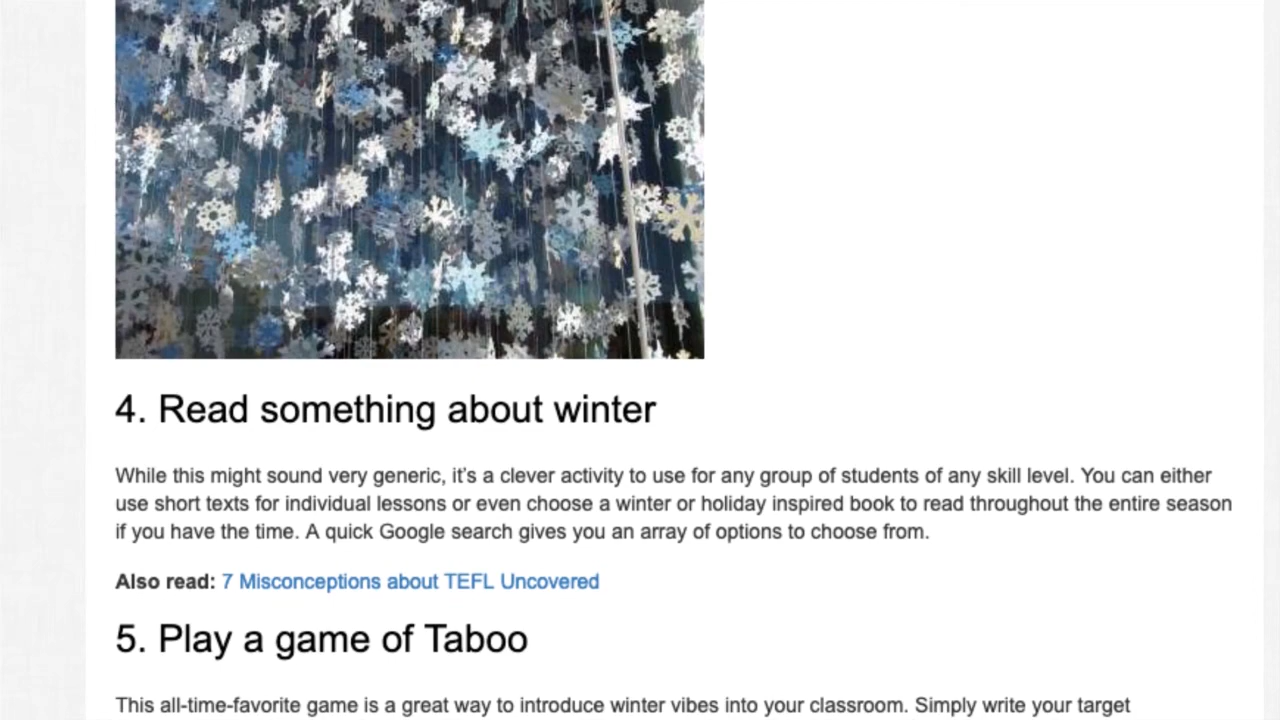 4. Read something about winter
While this might sound very generic, it's a clever activity to use for any group of students of any skill level. You can either
use short texts for individual lessons or even choose a winter or holiday inspired book to read throughout the entire season
if you have the time. A quick Google search gives you an array of options to choose from.
Also read: 7 Misconceptions about TEFL Uncovered
5. Play a game of Taboo
This all-time-favorite game is a great way to introduce winter vibes into your classroom. Simply write your target